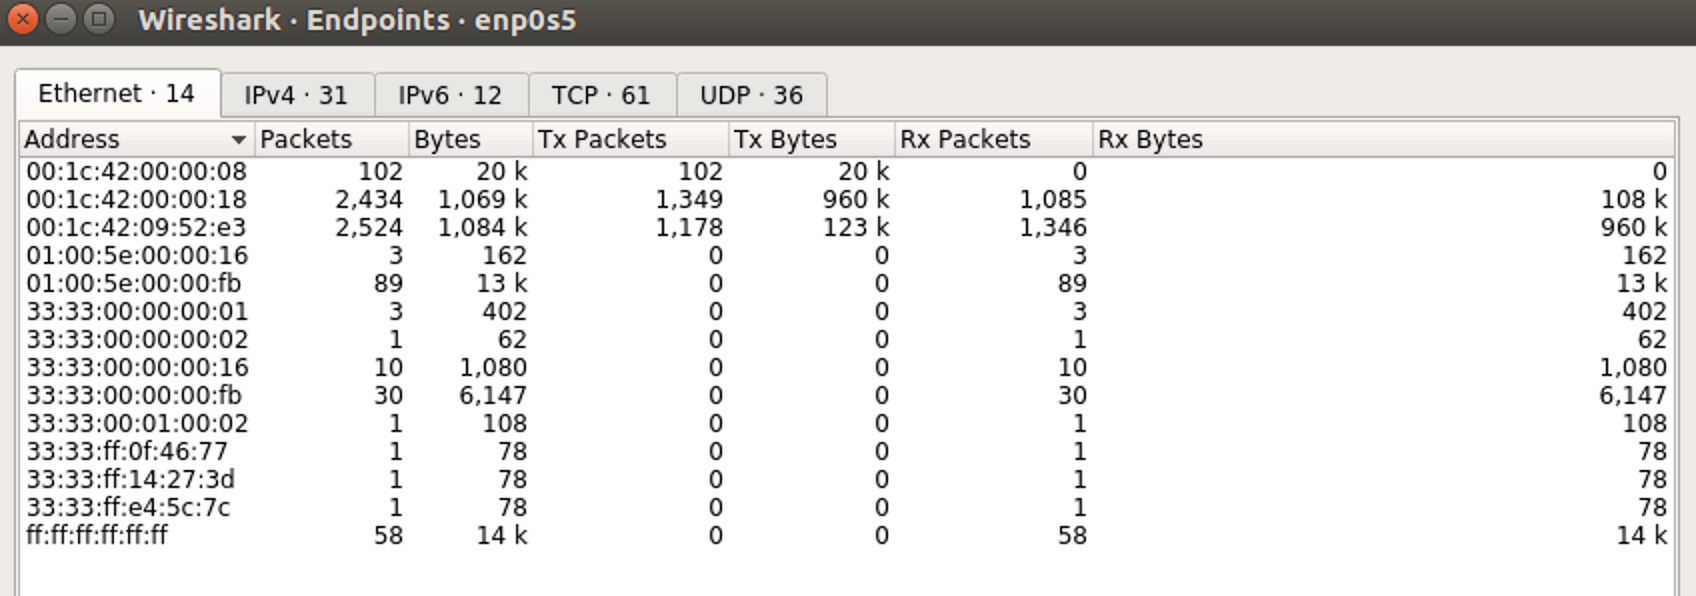 Wireshark · Endpoints · enp0s5
Ethernet · 14 IPv4 · 31 IPv6 · 12 TCP · 61 UDP · 36
Address Packets Bytes Tx Packets Tx Bytes Rx Packets Rx Bytes
00:1c:42:00:00:08 102 20 k 102 20 k 0 0
00:1c:42:00:00:18 2,434 1,069 k 1,349 960 k 1,085 108 k
00:1c:42:09:52:e3 2,524 1,084 k 1,178 123 k 1,346 960 k
01:00:5e:00:00:16 3 162 0 0 3 162
01:00:5e:00:00:fb 89 13 k 0 0 89 13 k
33:33:00:00:00:01 3 402 0 0 3 402
33:33:00:00:00:02 1 62 0 0 1 62
33:33:00:00:00:16 10 1,080 0 0 10 1,080
33:33:00:00:00:fb 30 6,147 0 0 30 6,147
33:33:00:01:00:02 1 108 0 0 1 108
33:33:ff:0f:46:77 1 78 0 0 1 78
33:33:ff:14:27:3d 1 78 0 0 1 78
33:33:ff:e4:5c:7c 1 78 0 0 1 78
ff:ff:ff:ff:ff:ff 58 14 k 0 0 58 14 k